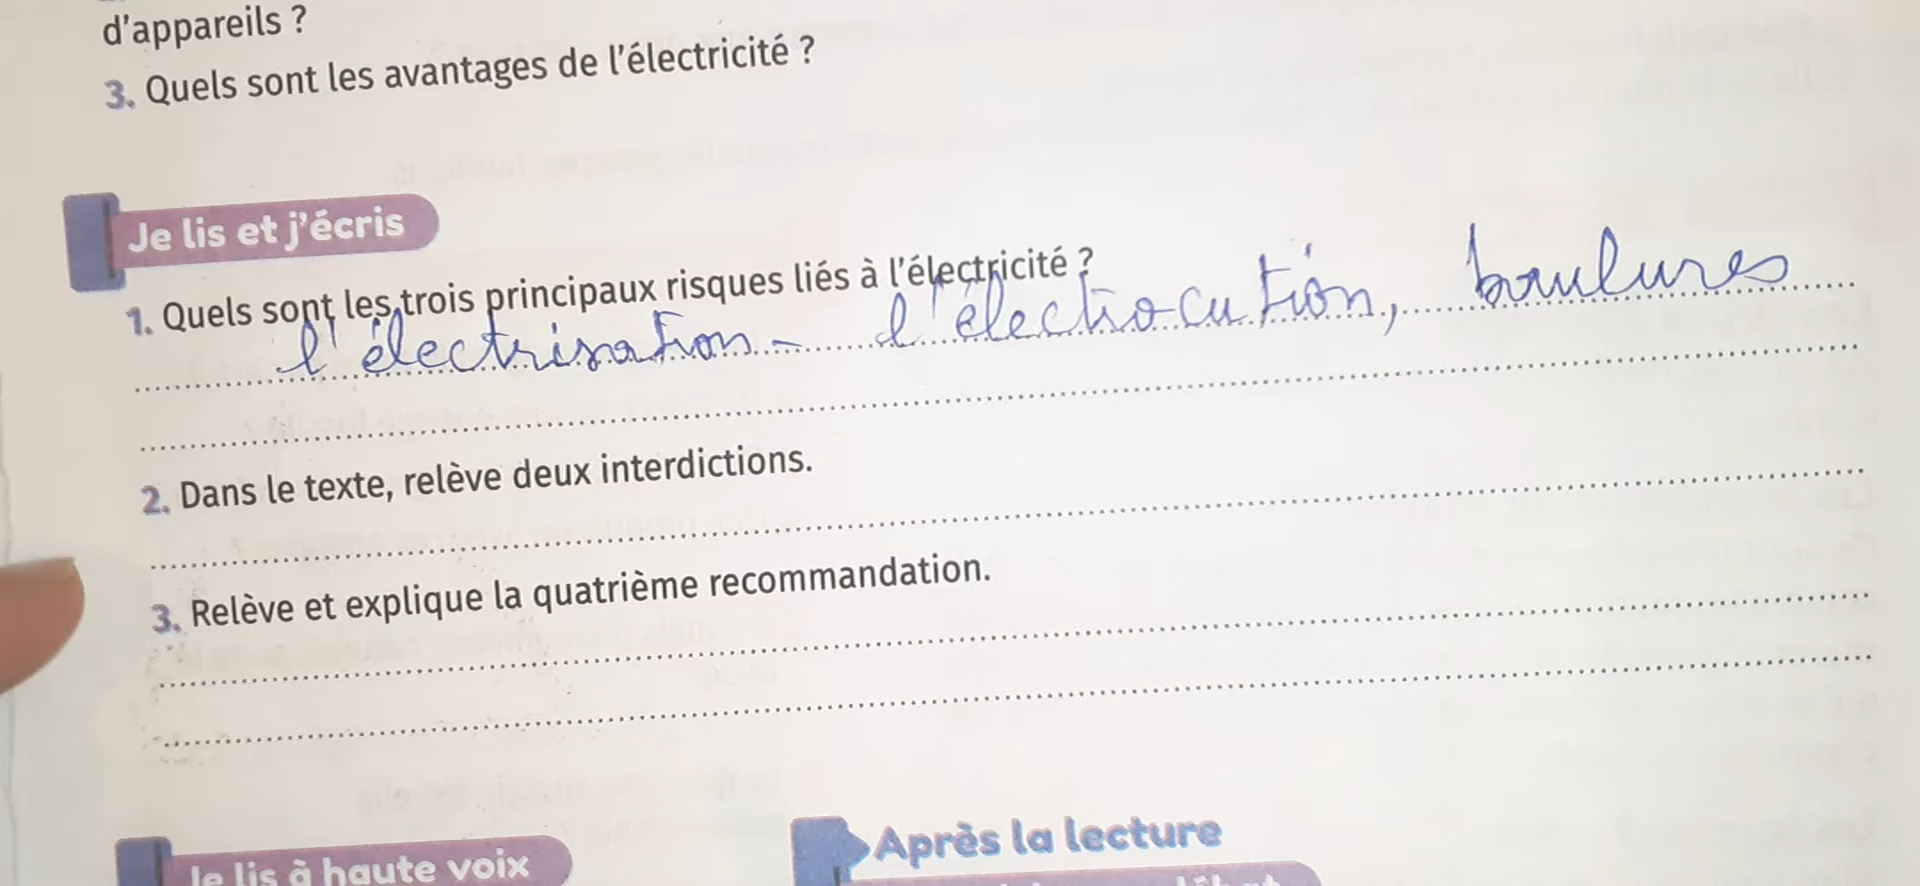 d'appareils ?
3. Quels sont les avantages de l'électricité ?
Je lis et j'écris
1. Quels sont les trois principaux risques liés à l'électricité ?
l'électrisation - l'électrocution, brulures
2. Dans le texte, relève deux interdictions.
3. Relève et explique la quatrième recommandation.
Je lis à haute voix
Après la lecture